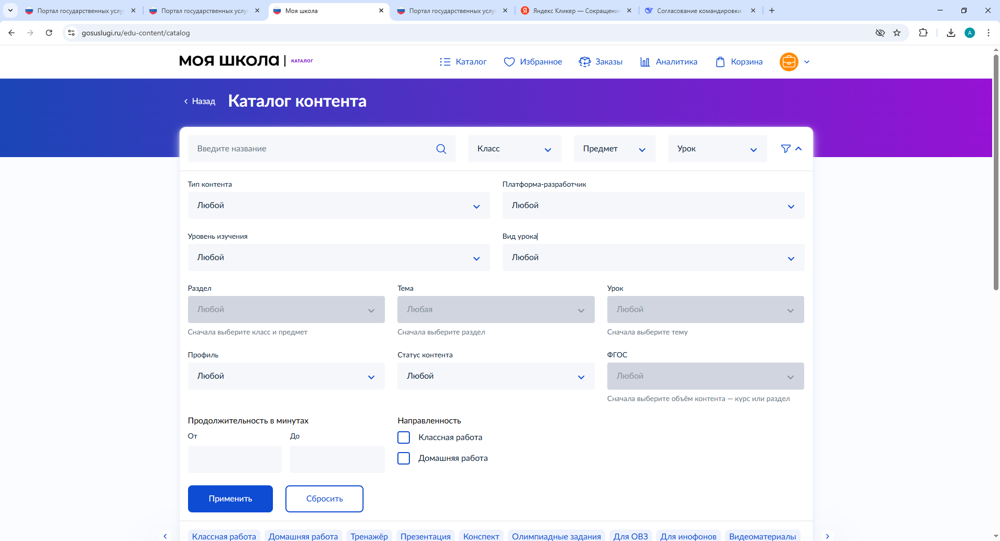 Портал государственных услу
Портал государственных услу
Моя школа
Портал государственных услу
Яндекс Кликер — Сокращение
Согласование командировки
gosuslugi.ru/edu-content/catalog
А
МОЯ ШКОЛА | КАТАЛОГ
Каталог
Избранное
Заказы
Аналитика
Корзина
Назад
Каталог контента
Введите название
Класс
Предмет
Урок
Тип контента
Платформа-разработчик
Любой
Любой
Уровень изучения
Вид урока
Любой
Любой
Раздел
Тема
Урок
Любой
Любая
Любой
Сначала выберите класс и предмет
Сначала выберите раздел
Сначала выберите тему
Профиль
Статус контента
ФГОС
Любой
Любой
Любой
Сначала выберите объём контента — курс или раздел
Продолжительность в минутах
Направленность
От
До
Классная работа
Домашняя работа
Применить
Сбросить
Классная работа
Домашняя работа
Тренажёр
Презентация
Конспект
Олимпиадные задания
Для ОВЗ
Для инофонов
Видеоматериалы